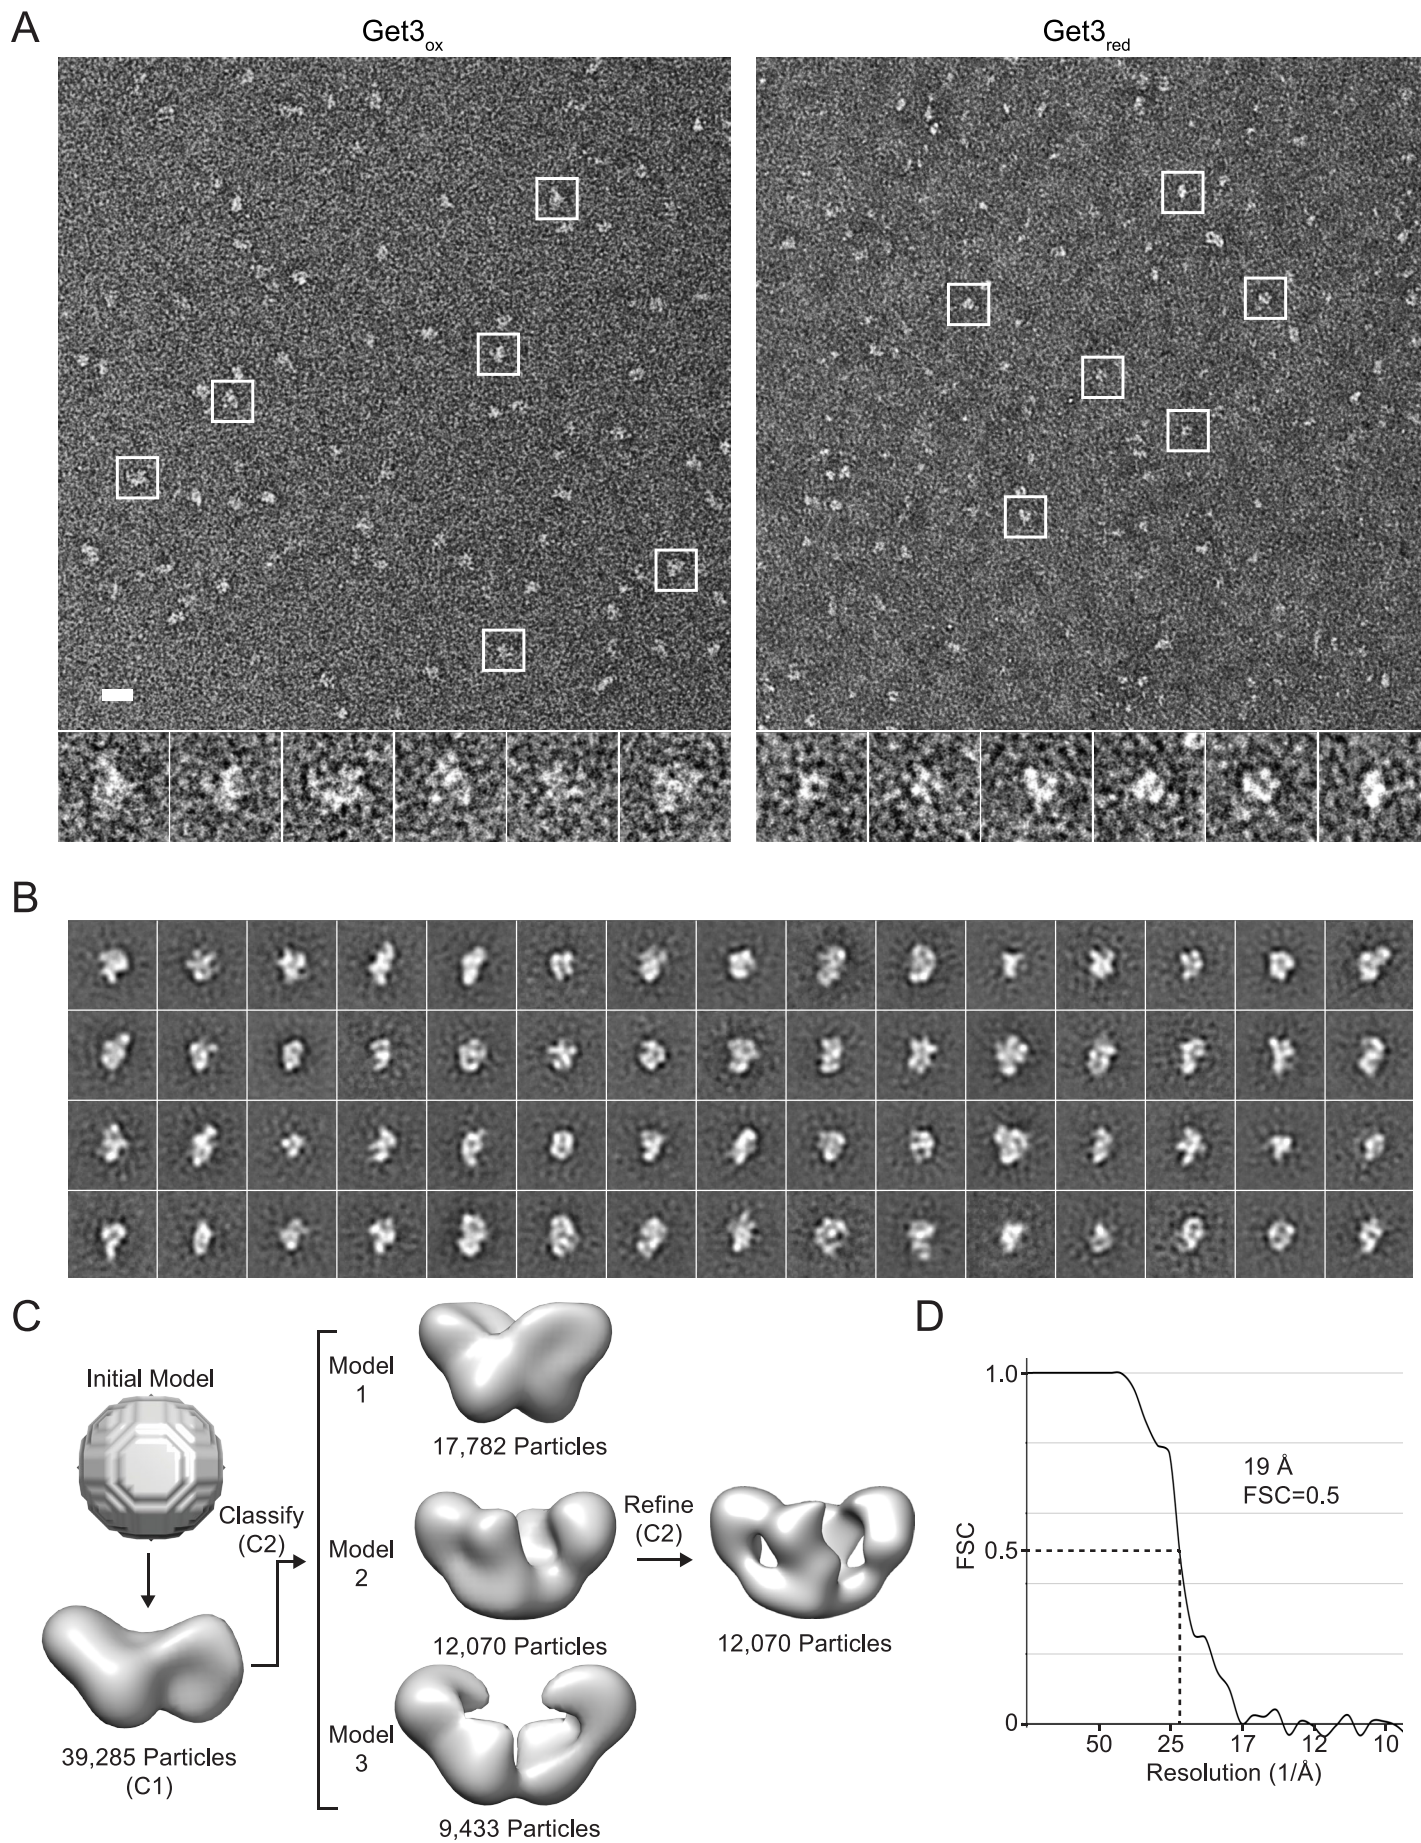 A
Get3ox
Get3red
B
C
Initial Model
39,285 Particles
(C1)
Classify
(C2)
Model
1
17,782 Particles
Model
2
12,070 Particles
Refine
(C2)
12,070 Particles
Model
3
9,433 Particles
D
1.0
0.5
0
FSC
19 Å
FSC=0.5
50 25 17 12 10
Resolution (1/Å)